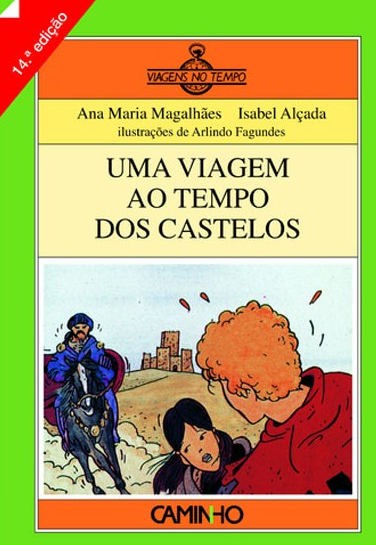 14.ª edição
VIAGENS NO TEMPO
Ana Maria Magalhães Isabel Alçada
ilustrações de Arlindo Fagundes
UMA VIAGEM
AO TEMPO
DOS CASTELOS
CAMINHO